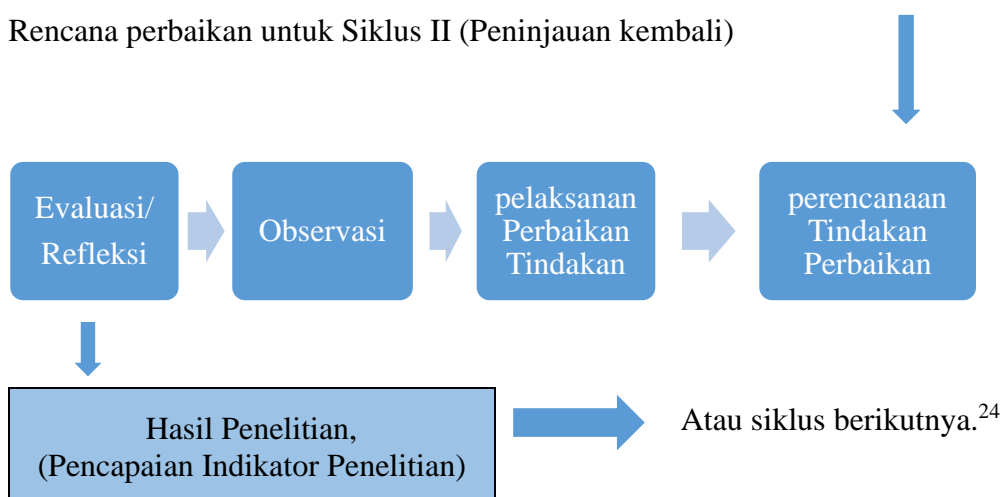 Rencana perbaikan untuk Siklus II (Peninjauan kembali)
Evaluasi/
Refleksi
Observasi
pelaksanan
Perbaikan
Tindakan
perencanaan
Tindakan
Perbaikan
Hasil Penelitian,
(Pencapaian Indikator Penelitian)
Atau siklus berikutnya.24